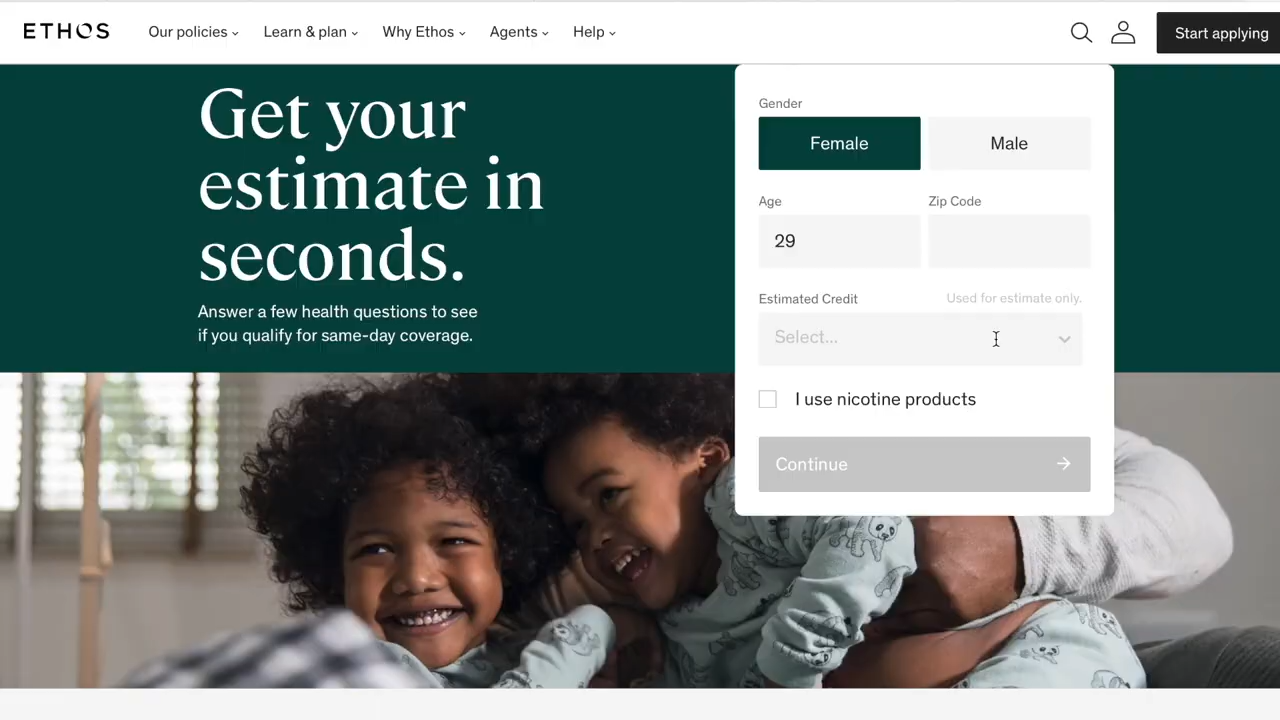 ETHOS
Our policies
Learn & plan
Why Ethos
Agents
Help
Start applying
Get your
estimate in
seconds.
Answer a few health questions to see
if you qualify for same-day coverage.
Gender
Female
Male
Age
Zip Code
29
Estimated Credit
Used for estimate only.
Select...
I use nicotine products
Continue